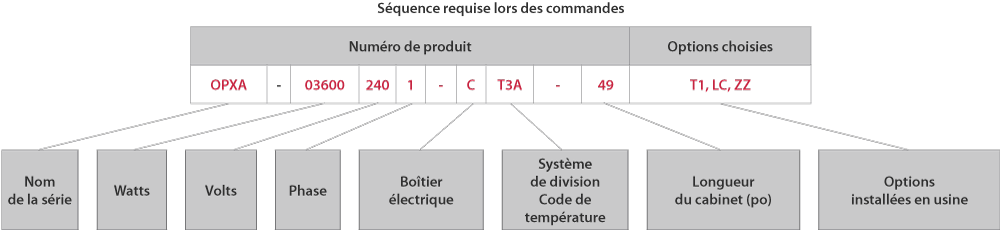 Séquence requise lors des commandes
Numéro de produit
Options choisies
OPXA - 03600 240 1 - C T3A - 49 T1, LC, ZZ
Nom
de la série
Watts
Volts
Phase
Boîtier
électrique
Système
de division
Code de
température
Longueur
du cabinet (po)
Options
installées en usine